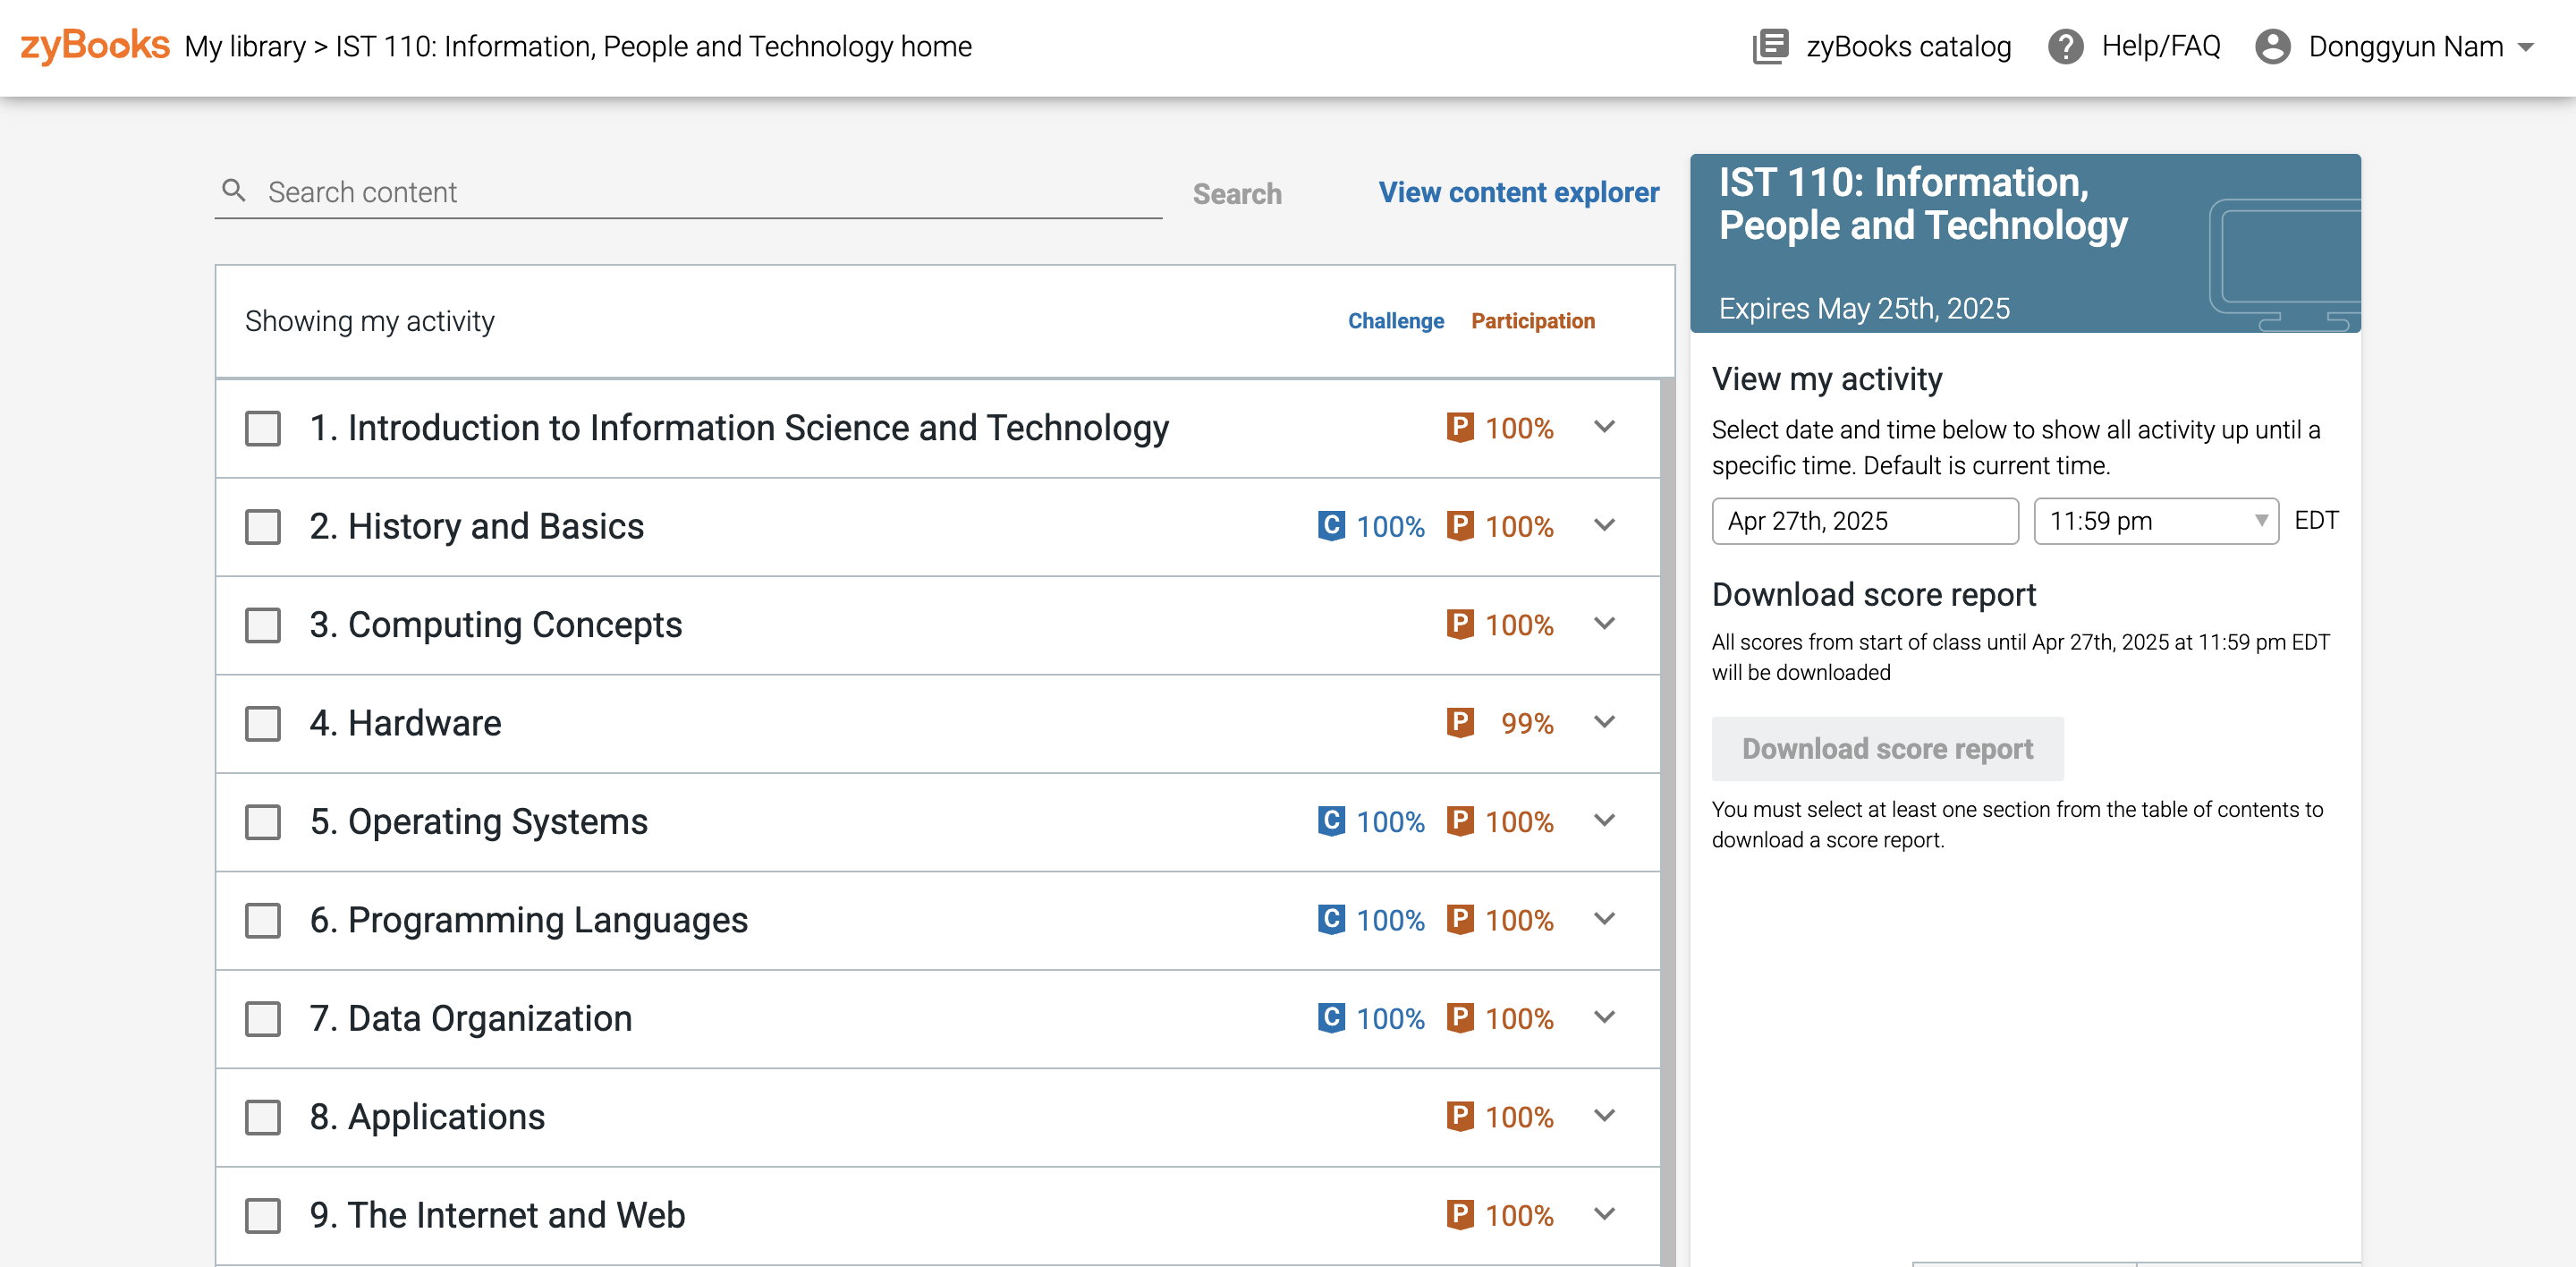 zyBooks My library > IST 110: Information, People and Technology home
zyBooks catalog
Help/FAQ
Donggyun Nam
Search content
Search
View content explorer
Showing my activity
Challenge Participation
1. Introduction to Information Science and Technology P 100%
2. History and Basics C 100% P 100%
3. Computing Concepts P 100%
4. Hardware P 99%
5. Operating Systems C 100% P 100%
6. Programming Languages C 100% P 100%
7. Data Organization C 100% P 100%
8. Applications P 100%
9. The Internet and Web P 100%
IST 110: Information,
People and Technology
Expires May 25th, 2025
View my activity
Select date and time below to show all activity up until a
specific time. Default is current time.
Apr 27th, 2025 11:59 pm EDT
Download score report
All scores from start of class until Apr 27th, 2025 at 11:59 pm EDT
will be downloaded
Download score report
You must select at least one section from the table of contents to
download a score report.